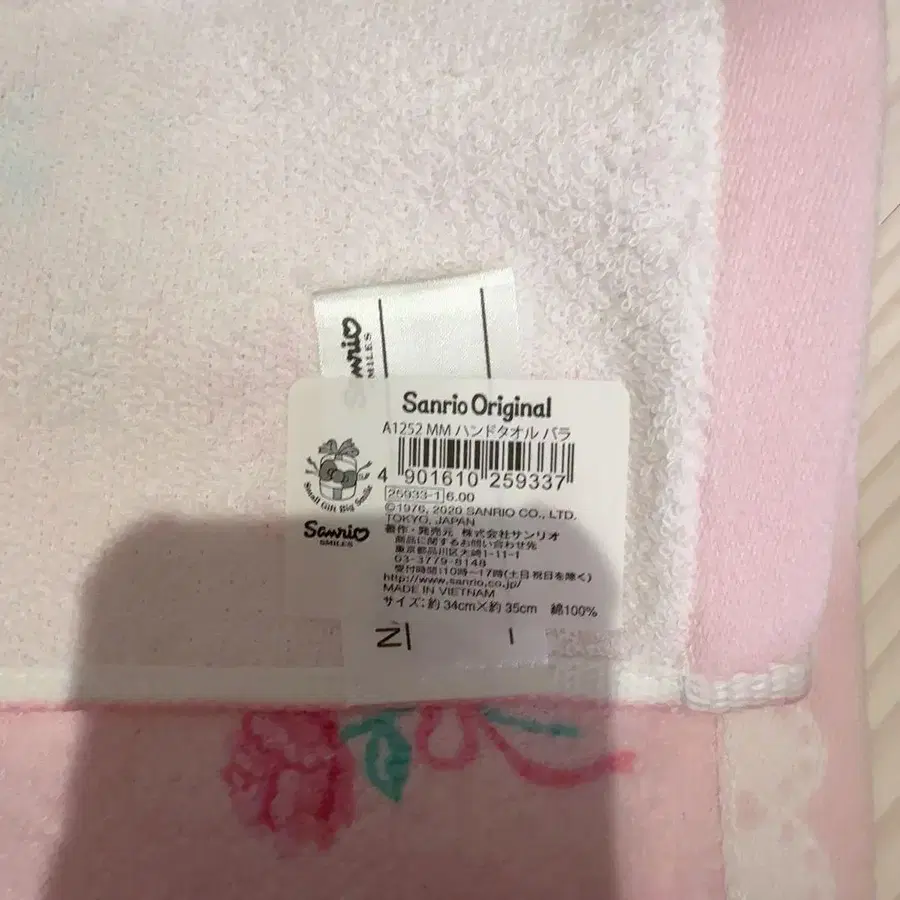 Sanrio
SMILES
Sanrio Original
A1252 MM ハンドタオル バラ
4 901610 259337
25933-1 6.00
©1976, 2020 SANRIO CO., LTD.
TOKYO, JAPAN
著作・発売元 株式会社サンリオ
商品に関するお問い合わせ先
東京都品川区大崎1-11-1
03-3779-8148
受付時間:10時~17時(土日祝日を除く)
http://www.sanrio.co.jp/
MADE IN VIETNAM
サイズ:約 34cm×約 35cm 綿100%
Small Gift Big Smile
Sanrio
SMILES